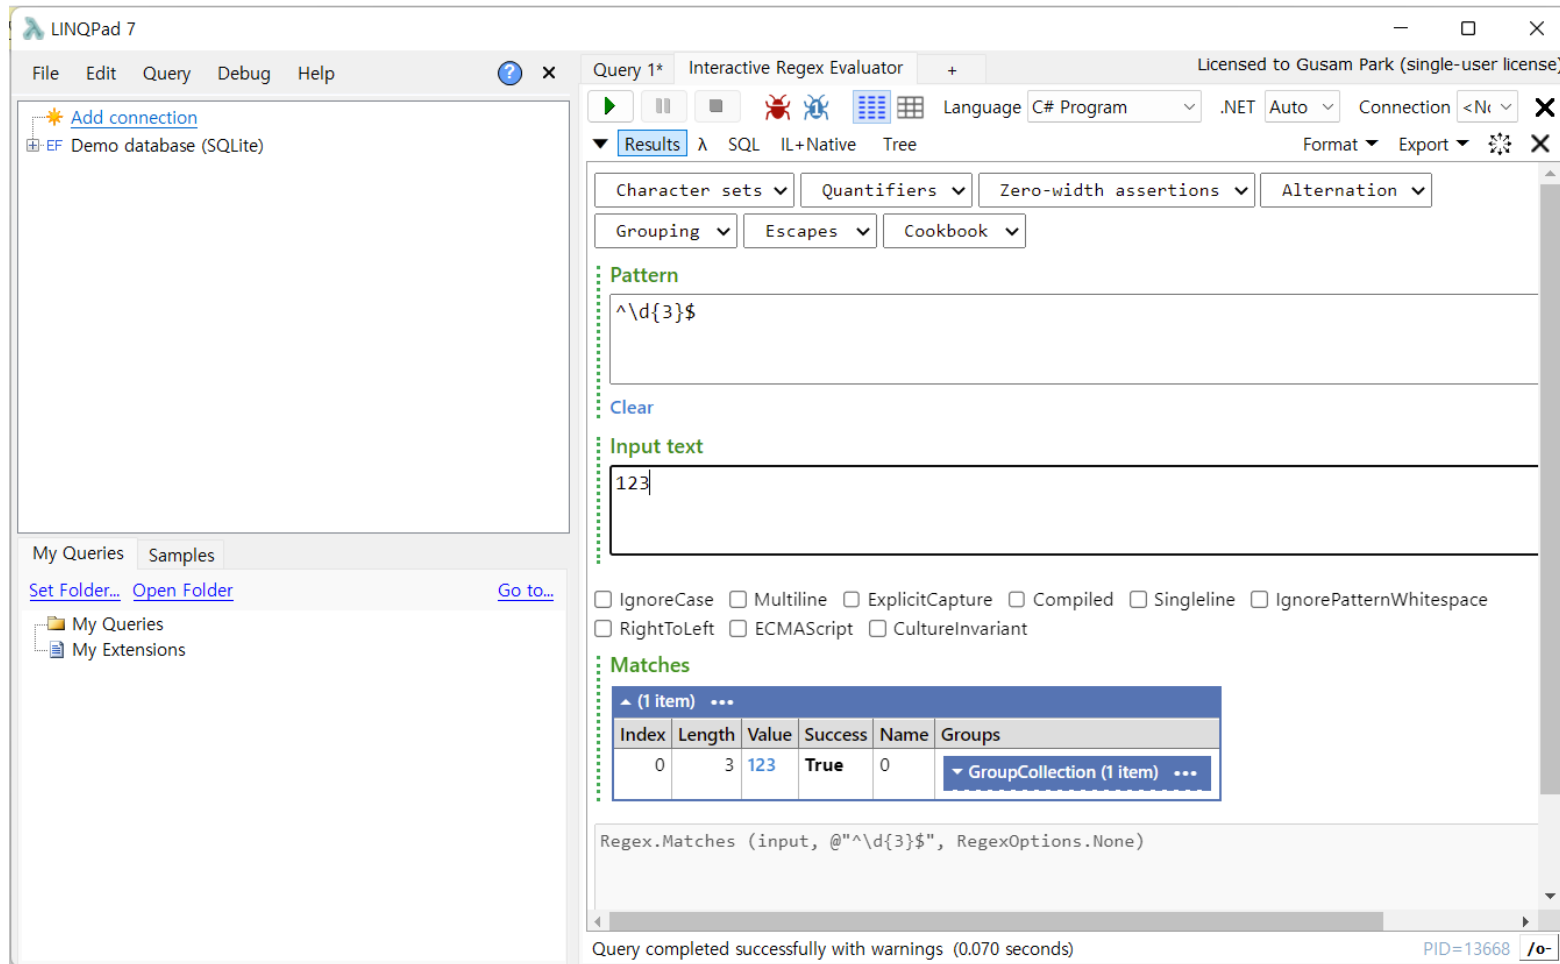 LINQPad 7
File Edit Query Debug Help ?
Add connection
EF Demo database (SQLite)
My Queries Samples
Set Folder... Open Folder Go to...
My Queries
My Extensions
Query 1* Interactive Regex Evaluator + Licensed to Gusam Park (single-user license)
Language C# Program .NET Auto Connection
Results λ SQL IL+Native Tree Format Export
Character sets Quantifiers Zero-width assertions Alternation
Grouping Escapes Cookbook
Pattern
^\d{3}$
Clear
Input text
123
IgnoreCase Multiline ExplicitCapture Compiled Singleline IgnorePatternWhitespace
RightToLeft ECMAScript CultureInvariant
Matches
(1 item) •••
Index Length Value Success Name Groups
0 3 123 True 0 GroupCollection (1 item) •••
Regex.Matches (input, @"^\d{3}$", RegexOptions.None)
Query completed successfully with warnings (0.070 seconds) PID=13668 /o-